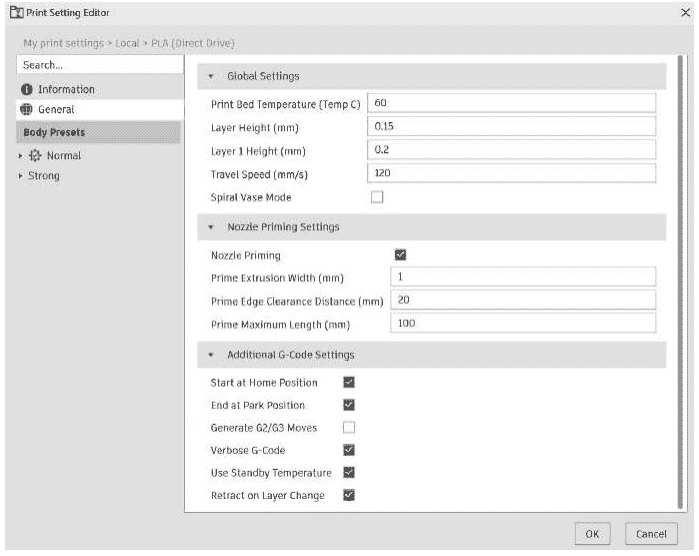 Print Setting Editor
My print settings > Local > PLA (Direct Drive)
Search...
Information
General
Body Presets
Normal
Strong
Global Settings
Print Bed Temperature (Temp C) 60
Layer Height (mm) 0.15
Layer 1 Height (mm) 0.2
Travel Speed (mm/s) 120
Spiral Vase Mode
Nozzle Priming Settings
Nozzle Priming
Prime Extrusion Width (mm) 1
Prime Edge Clearance Distance (mm) 20
Prime Maximum Length (mm) 100
Additional G-Code Settings
Start at Home Position
End at Park Position
Generate G2/G3 Moves
Verbose G-Code
Use Standby Temperature
Retract on Layer Change
OK Cancel